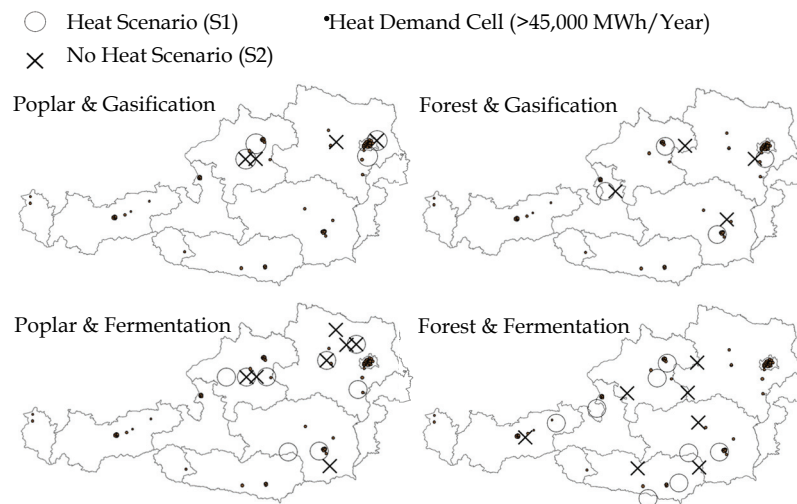 Heat Scenario (S1)
Heat Demand Cell (>45,000 MWh/Year)
No Heat Scenario (S2)
Poplar & Gasification
Forest & Gasification
Poplar & Fermentation
Forest & Fermentation